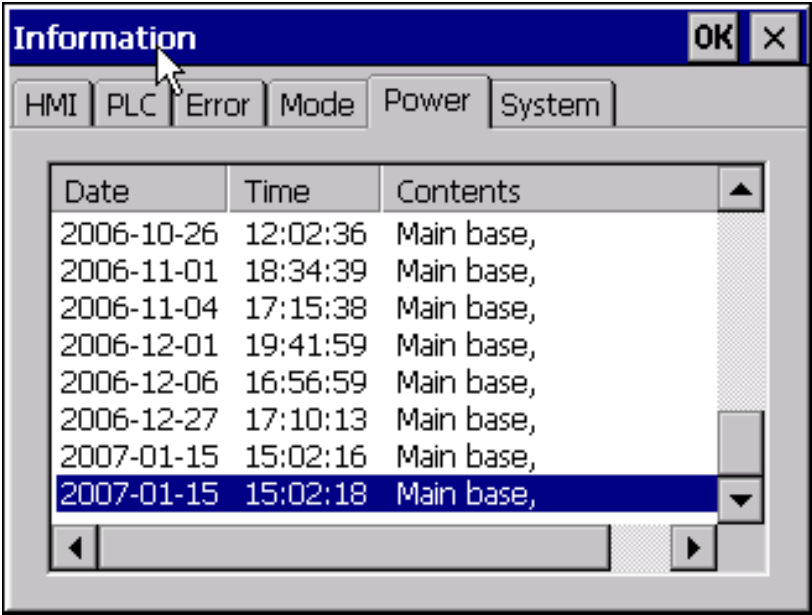 Information OK ×
HMI PLC Error Mode Power System
Date Time Contents
2006-10-26 12:02:36 Main base,
2006-11-01 18:34:39 Main base,
2006-11-04 17:15:38 Main base,
2006-12-01 19:41:59 Main base,
2006-12-06 16:56:59 Main base,
2006-12-27 17:10:13 Main base,
2007-01-15 15:02:16 Main base,
2007-01-15 15:02:18 Main base,